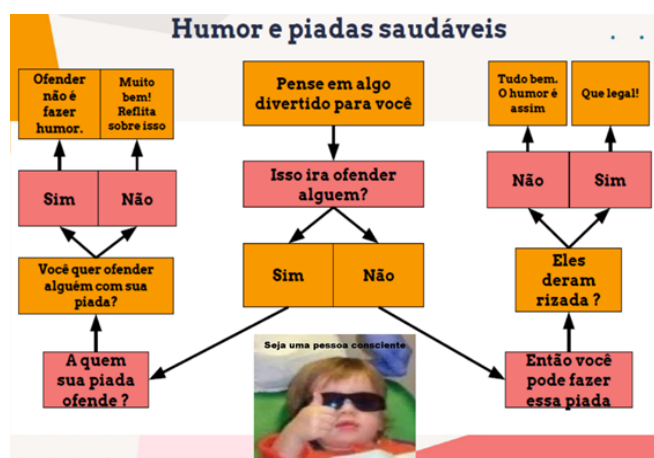 Humor e piadas saudáveis
Ofender
não é
fazer
humor.
Muito
bem!
Reflita
sobre isso
Pense em algo
divertido para você
Tudo bem.
O humor é
assim
Que legal!
Sim
Não
Isso ira ofender
alguem?
Não
Sim
Você quer ofender
alguém com sua
piada?
Sim
Não
Eles
deram
rizada ?
A quem
sua piada
ofende ?
Seja uma pessoa consciente
Então você
pode fazer
essa piada